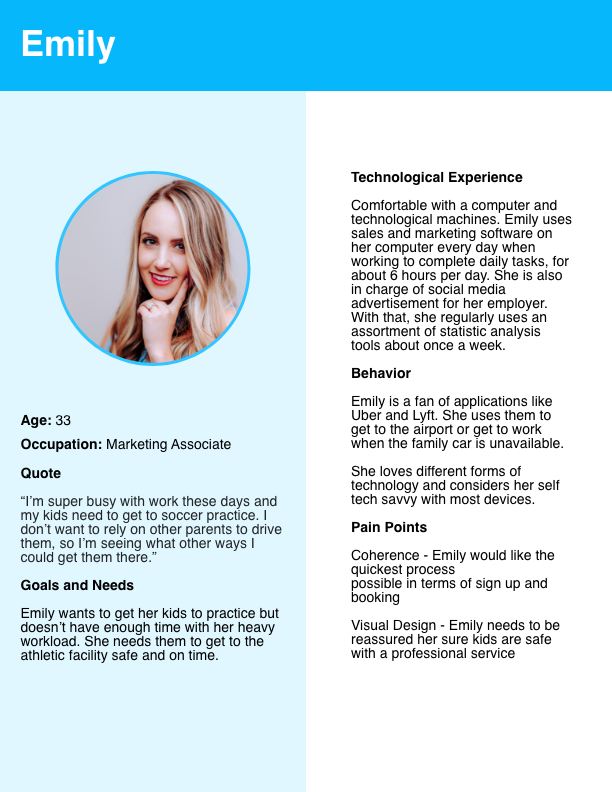 Emily
Age: 33
Occupation: Marketing Associate
Quote
“I’m super busy with work these days and
my kids need to get to soccer practice. I
don’t want to rely on other parents to drive
them, so I’m seeing what other ways I
could get them there.”
Goals and Needs
Emily wants to get her kids to practice but
doesn’t have enough time with her heavy
workload. She needs them to get to the
athletic facility safe and on time.
Technological Experience
Comfortable with a computer and
technological machines. Emily uses
sales and marketing software on
her computer every day when
working to complete daily tasks, for
about 6 hours per day. She is also
in charge of social media
advertisement for her employer.
With that, she regularly uses an
assortment of statistic analysis
tools about once a week.
Behavior
Emily is a fan of applications like
Uber and Lyft. She uses them to
get to the airport or get to work
when the family car is unavailable.
She loves different forms of
technology and considers her self
tech savvy with most devices.
Pain Points
Coherence - Emily would like the
quickest process
possible in terms of sign up and
booking
Visual Design - Emily needs to be
reassured her sure kids are safe
with a professional service